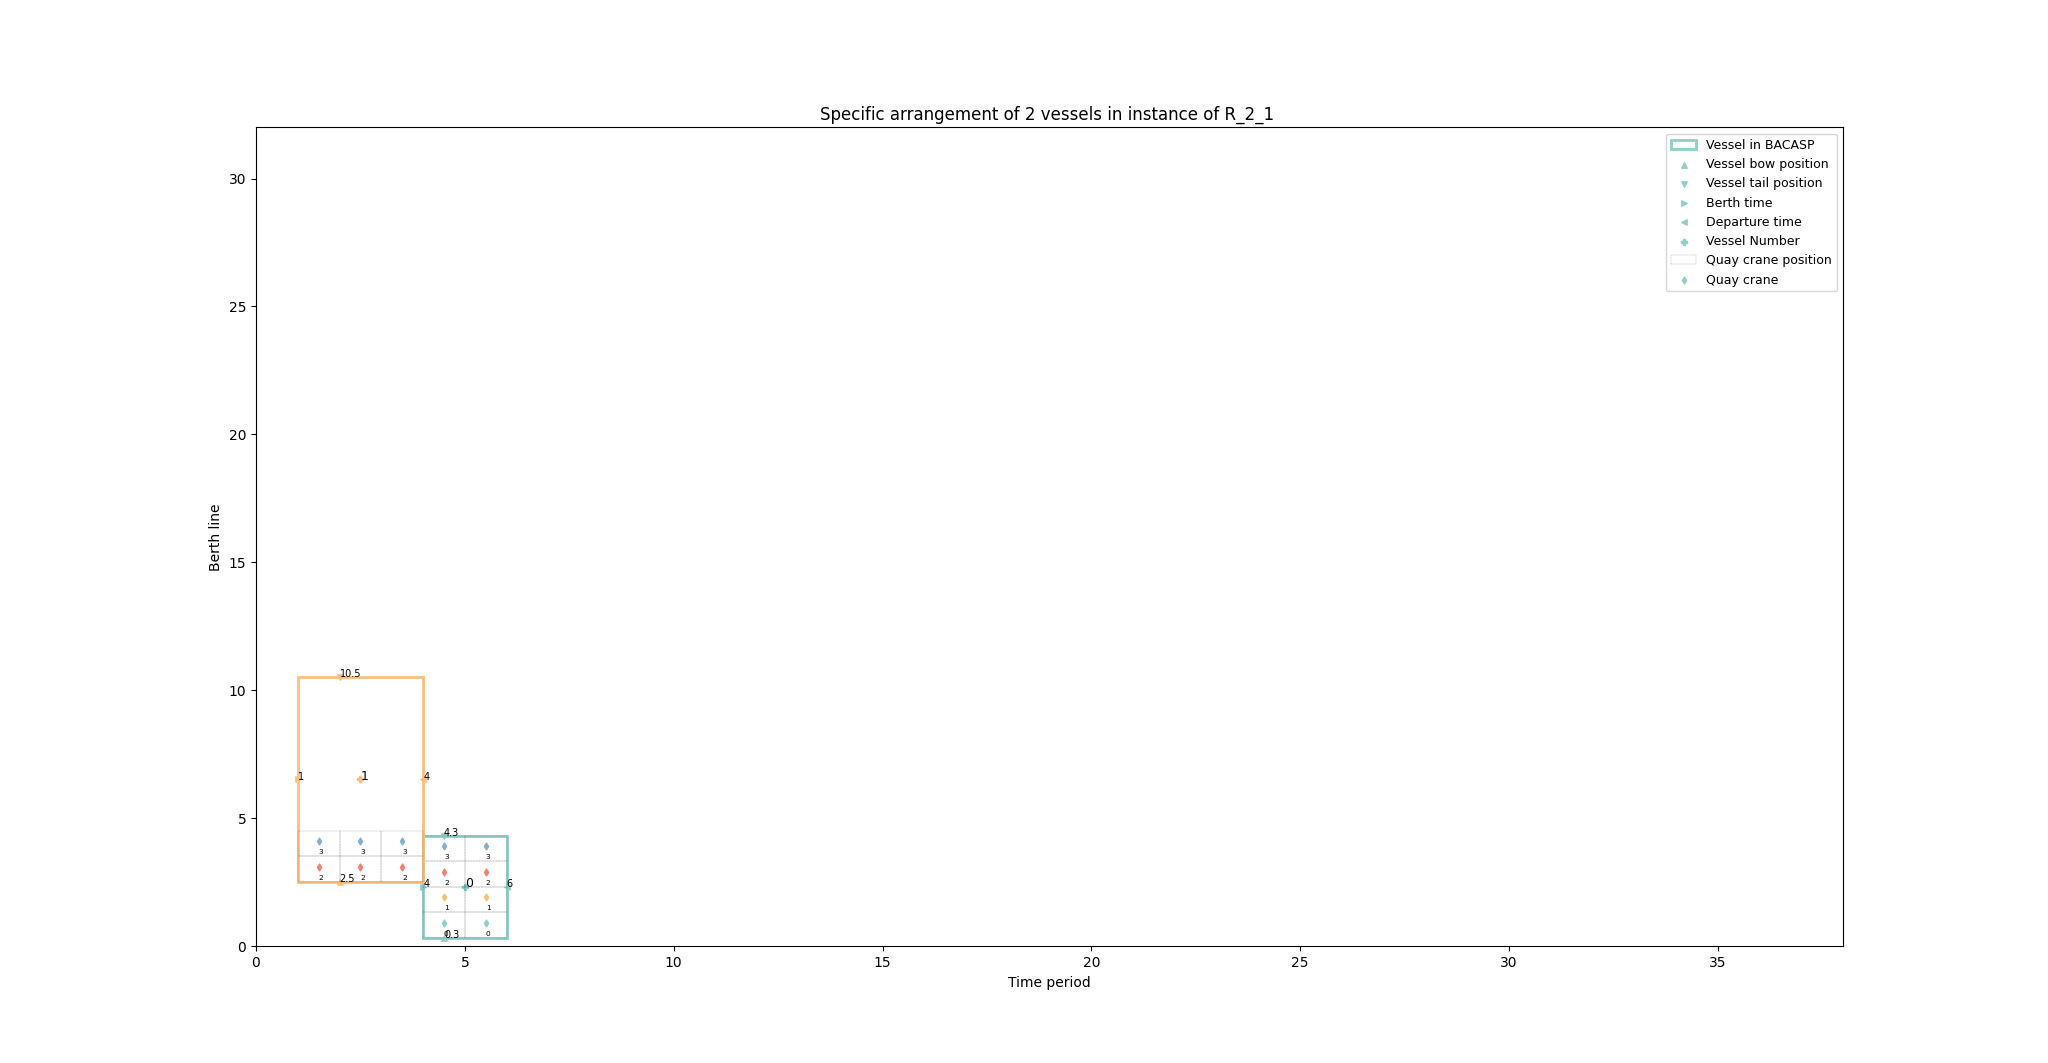 Specific arrangement of 2 vessels in instance of R_2_1
Vessel in BACASP
Vessel bow position
Vessel tail position
Berth time
Departure time
Vessel Number
Quay crane position
Quay crane
30
25
20
15
10
5
0
Berth line
10.5
1
1
4
3 3 3
2 2 2
2.5
4.3
3 3
2 2
4
0
6
1 1
0 0
0.3
0 5 10 15 20 25 30 35
Time period